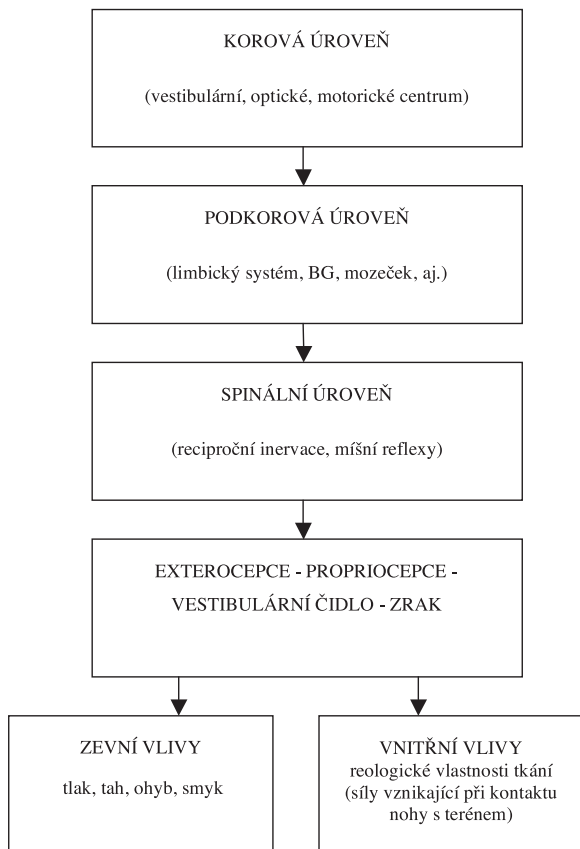 KOROVÁ ÚROVEŇ
(vestibulární, optické, motorické centrum)
PODKOROVÁ ÚROVEŇ
(limbický systém, BG, mozeček, aj.)
SPINÁLNÍ ÚROVEŇ
(reciproční inervace, míšní reflexy)
EXTEROCEPCE - PROPRIOCEPCE -
VESTIBULÁRNÍ ČIDLO - ZRAK
ZEVNÍ VLIVY
tlak, tah, ohyb, smyk
VNITŘNÍ VLIVY
reologické vlastnosti tkání
(síly vznikající při kontaktu
nohy s terénem)